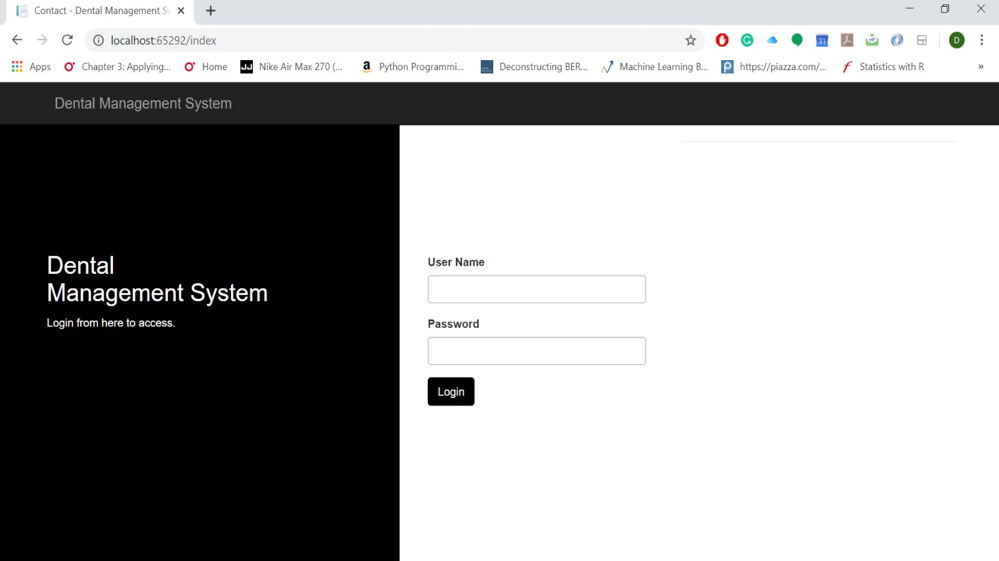 Contact - Dental Management S
localhost:65292/index
Apps
Chapter 3: Applying...
Home
Nike Air Max 270 (...
Python Programmi...
Deconstructing BER...
Machine Learning B...
https://piazza.com/...
Statistics with R
»
Dental Management System
Dental
Management System
Login from here to access.
User Name
Password
Login